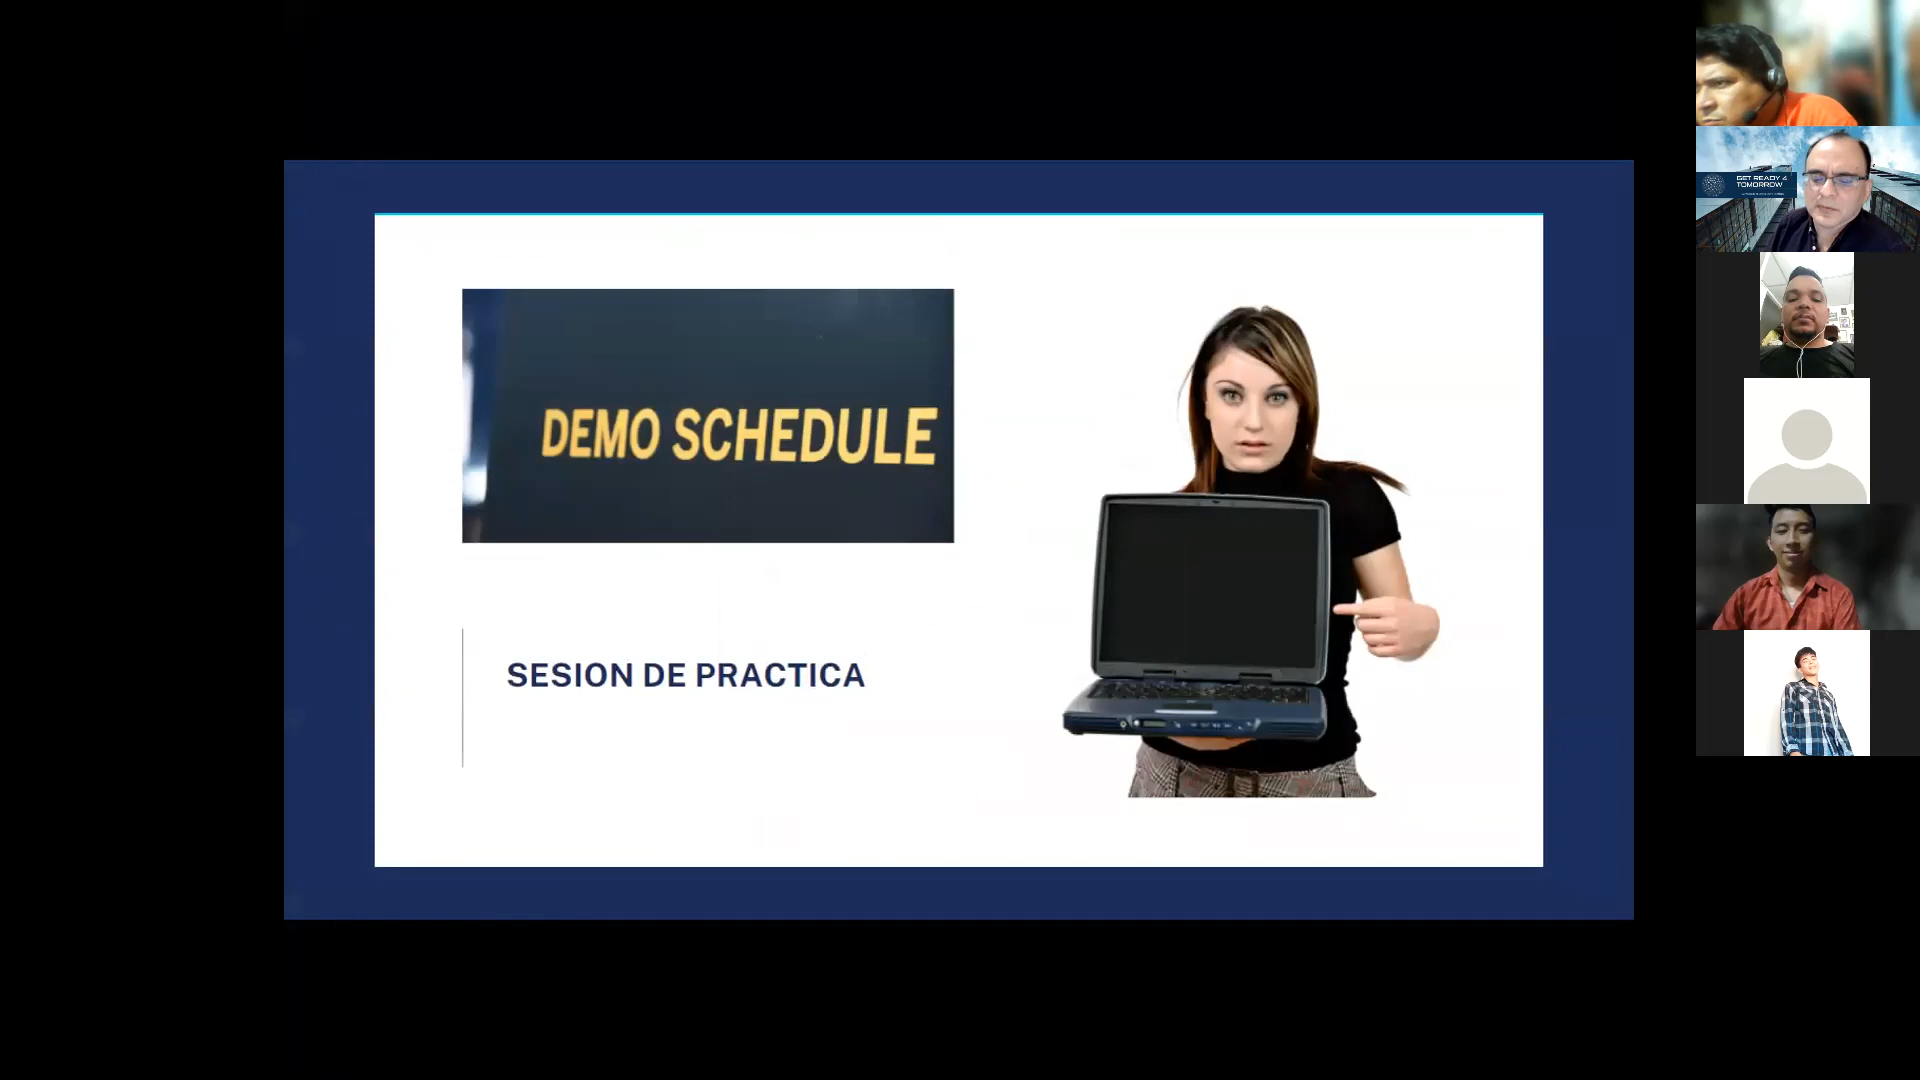 DEMO SCHEDULE
SESION DE PRACTICA
GET READY 4
TOMORROW